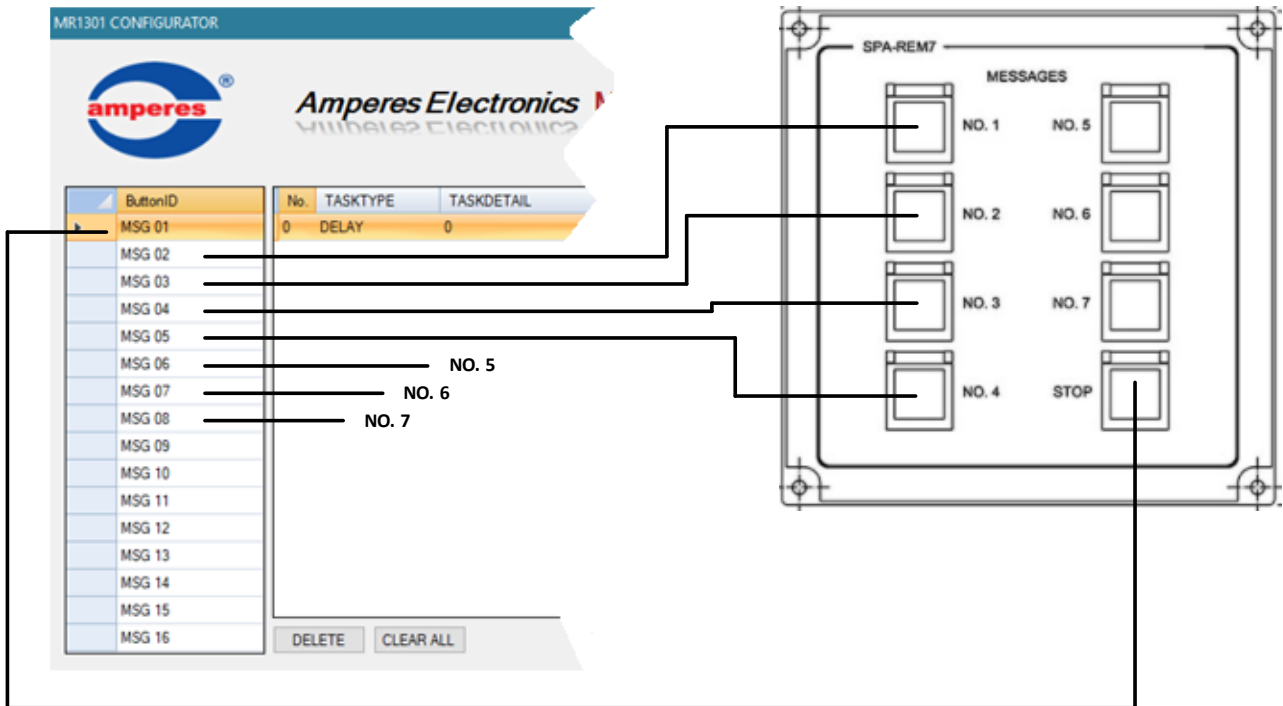 MR1301 CONFIGURATOR
amperes ®
Amperes Electronics
ButtonID
No. TASKTYPE TASKDETAIL
MSG 01
0 DELAY 0
MSG 02
MSG 03
MSG 04
MSG 05
MSG 06
NO. 5
MSG 07
NO. 6
MSG 08
NO. 7
MSG 09
MSG 10
MSG 11
MSG 12
MSG 13
MSG 14
MSG 15
MSG 16
DELETE CLEAR ALL
SPA-REM7
MESSAGES
NO. 1 NO. 5
NO. 2 NO. 6
NO. 3 NO. 7
NO. 4 STOP